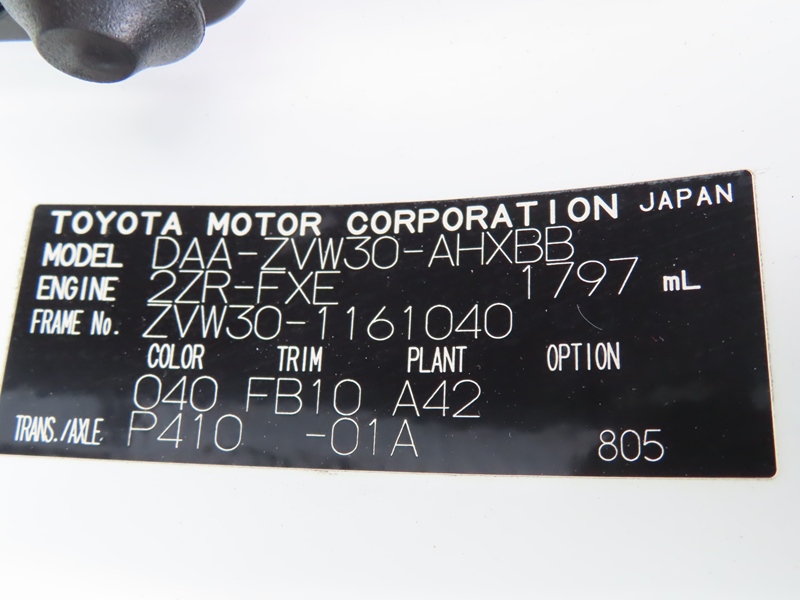 TOYOTA MOTOR CORPORATION JAPAN
MODEL DAA-ZVW30-AHXBB
ENGINE 2ZR-FXE 1797 mL
FRAME No. ZVW30-1161040
COLOR TRIM PLANT OPTION
040 FB10 A42
TRANS./AXLE P410 -01A 805